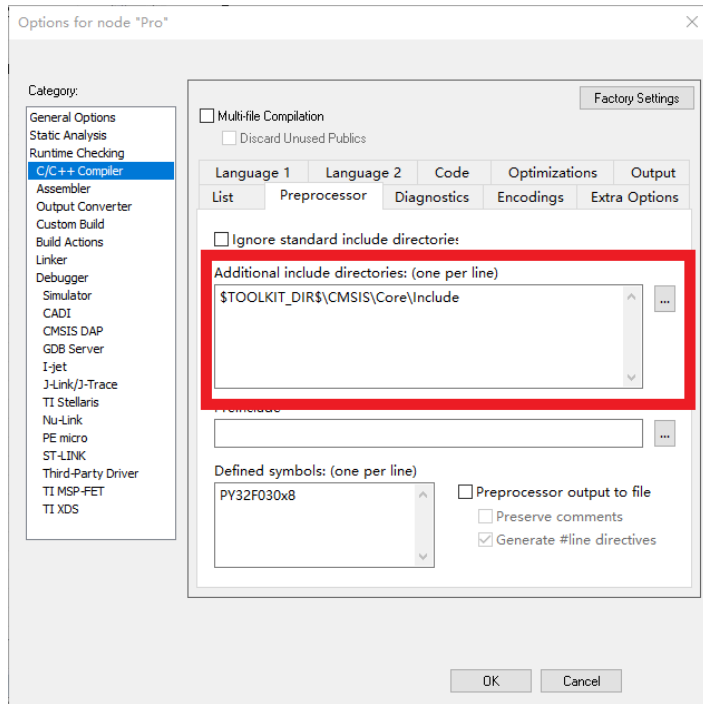 Options for node "Pro"
Category:
General Options
Static Analysis
Runtime Checking
C/C++ Compiler
Assembler
Output Converter
Custom Build
Build Actions
Linker
Debugger
Simulator
CADI
CMSIS DAP
GDB Server
I-jet
J-Link/J-Trace
TI Stellaris
Nu-Link
PE micro
ST-LINK
Third-Party Driver
TI MSP-FET
TI XDS
Factory Settings
Multi-file Compilation
Discard Unused Publics
Language 1 Language 2 Code Optimizations Output
List Preprocessor Diagnostics Encodings Extra Options
Ignore standard include directories
Additional include directories: (one per line)
$TOOLKIT_DIR$\CMSIS\Core\Include
...
Preinclude
...
Defined symbols: (one per line)
PY32F030x8
Preprocessor output to file
Preserve comments
Generate #line directives
OK Cancel